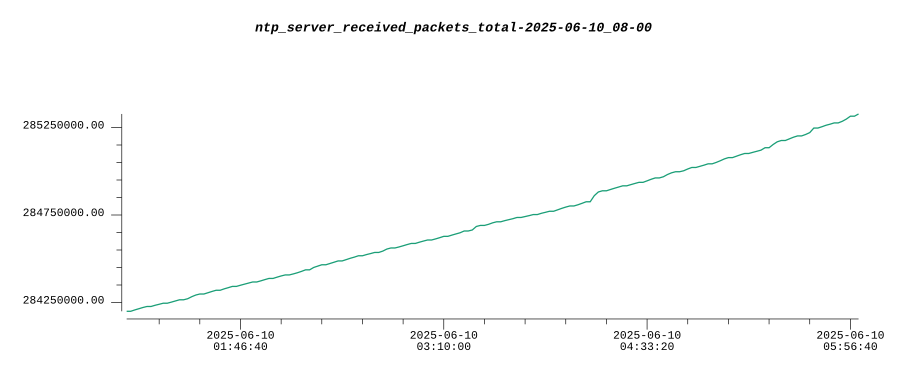 ntp_server_received_packets_total-2025-06-10_08-00
285250000.00
284750000.00
284250000.00
2025-06-10 2025-06-10 2025-06-10 2025-06-10
01:46:40 03:10:00 04:33:20 05:56:40